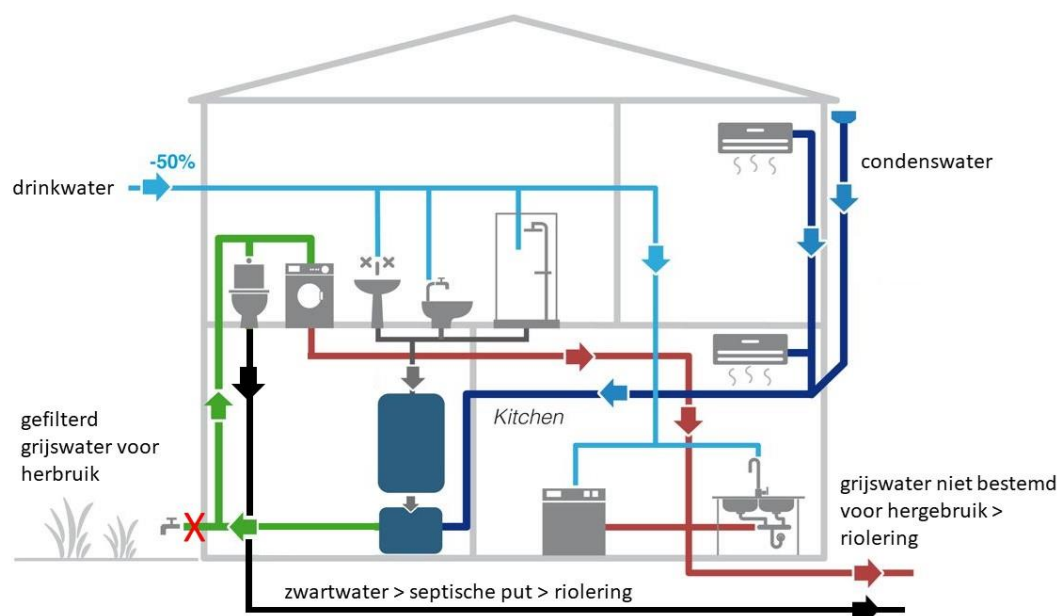 -50%
drinkwater
condenswater
Kitchen
gefilterd
grijswater voor
herbruik
grijswater niet bestemd
voor hergebruik >
riolering
zwartwater > septische put > riolering